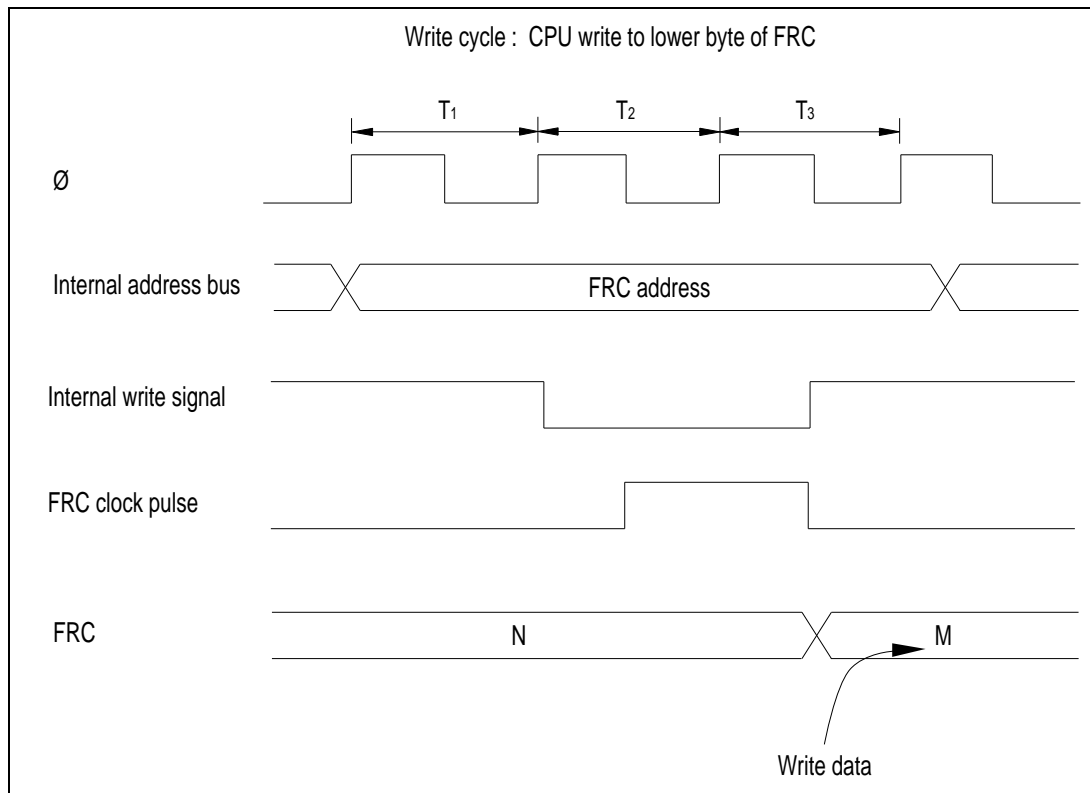 Write cycle : CPU write to lower byte of FRC
T1 T2 T3
Ø
Internal address bus FRC address
Internal write signal
FRC clock pulse
FRC N M
Write data